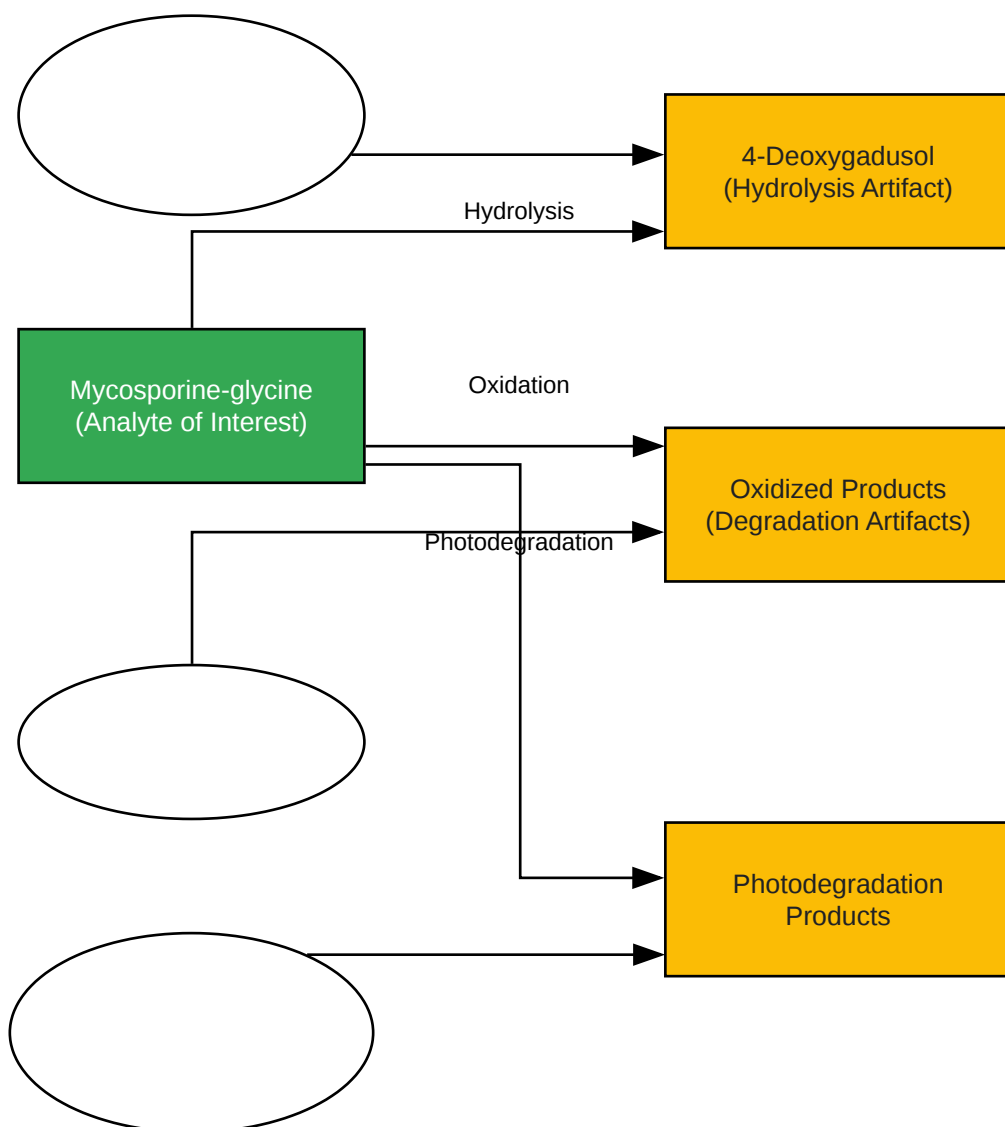 4-Deoxygadusol
(Hydrolysis Artifact)
Hydrolysis
Mycosporine-glycine
(Analyte of Interest)
Oxidation
Oxidized Products
(Degradation Artifacts)
Photodegradation
Photodegradation
Products